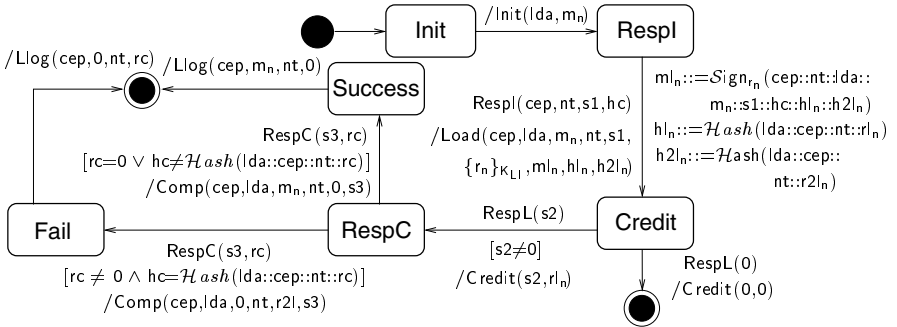 /Init(lda,mₙ)
Init
RespI
/Llog(cep,0,nt,rc)
/Llog(cep,mₙ,nt,0)
Success
RespI(cep,nt,s1,hc)
/Load(cep,lda,mₙ,nt,s1,
{rₙ}K_LI,mlₙ,hlₙ,h2lₙ)
mlₙ::=Signrₙ(cep::nt::lda::
mₙ::s1::hc::hlₙ::h2lₙ)
hlₙ::=Hash(lda::cep::nt::rlₙ)
h2lₙ::=Hash(lda::cep::
nt::r2lₙ)
RespC(s3,rc)
[rc=0 ∨ hc≠Hash(lda::cep::nt::rc)]
/Comp(cep,lda,mₙ,nt,0,s3)
Fail
RespC
Credit
RespL(s2)
[s2≠0]
/Credit(s2,rlₙ)
RespC(s3,rc)
[rc ≠ 0 ∧ hc=Hash(lda::cep::nt::rc)]
/Comp(cep,lda,0,nt,r2l,s3)
RespL(0)
/Credit(0,0)